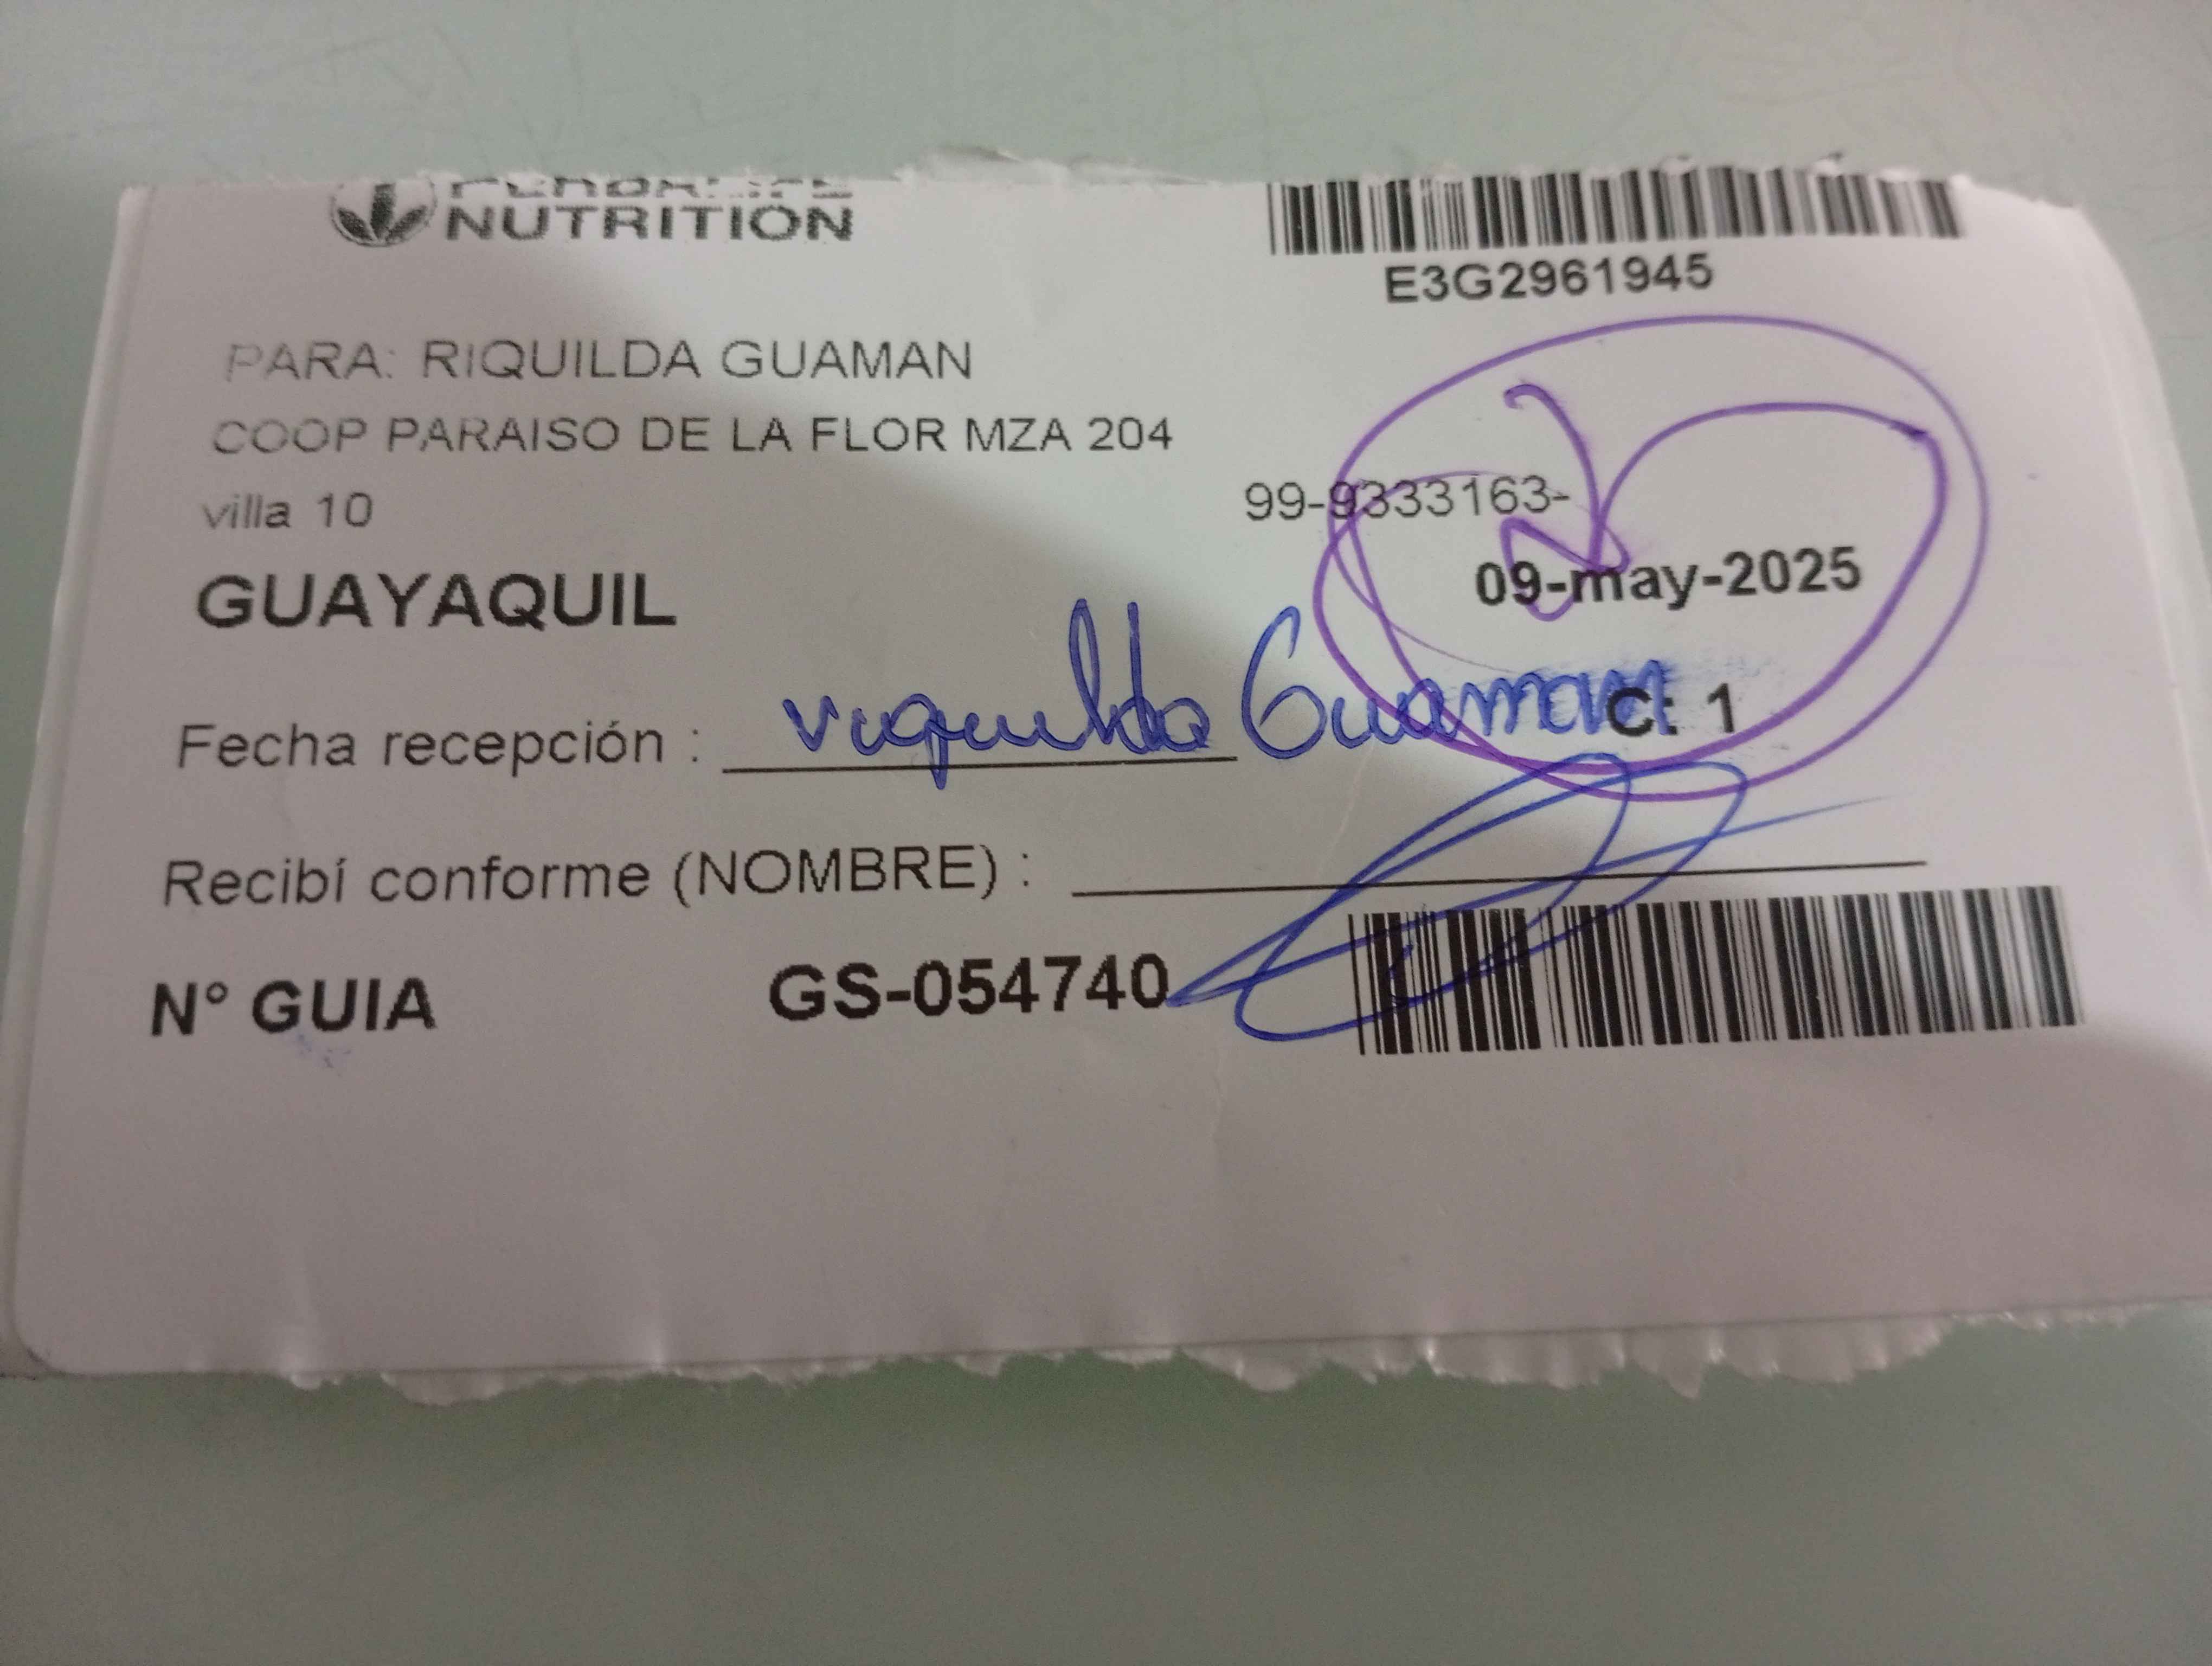 NUTRITION
E3G2961945
PARA: RIQUILDA GUAMAN
COOP PARAISO DE LA FLOR MZA 204
villa 10
99-9333163-
GUAYAQUIL
09-may-2025
Fecha recepción : riquilda Guaman
C: 1
Recibí conforme (NOMBRE) :
N° GUIA GS-054740